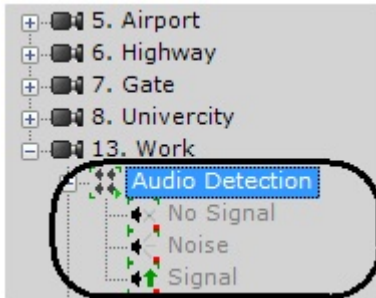 5. Airport
6. Highway
7. Gate
8. Univercity
13. Work
Audio Detection
No Signal
Noise
Signal